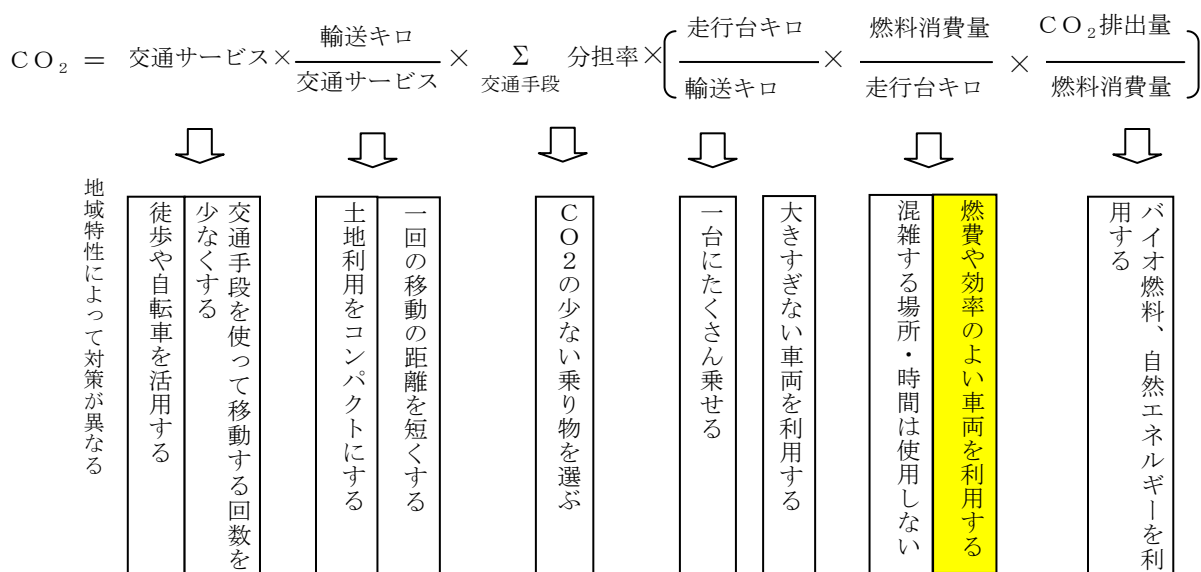 CO₂ = 交通サービス × 輸送キロ / 交通サービス × Σ 交通手段 分担率 × ( 走行台キロ / 輸送キロ × 燃料消費量 / 走行台キロ × CO₂排出量 / 燃料消費量 )
地域特性によって対策が異なる
交通手段を使って移動する回数を
少なくする
徒歩や自転車を活用する
一回の移動の距離を短くする
土地利用をコンパクトにする
CO2の少ない乗り物を選ぶ
一台にたくさん乗せる
大きすぎない車両を利用する
燃費や効率のよい車両を利用する
混雑する場所・時間は使用しない
バイオ燃料、自然エネルギーを利
用する